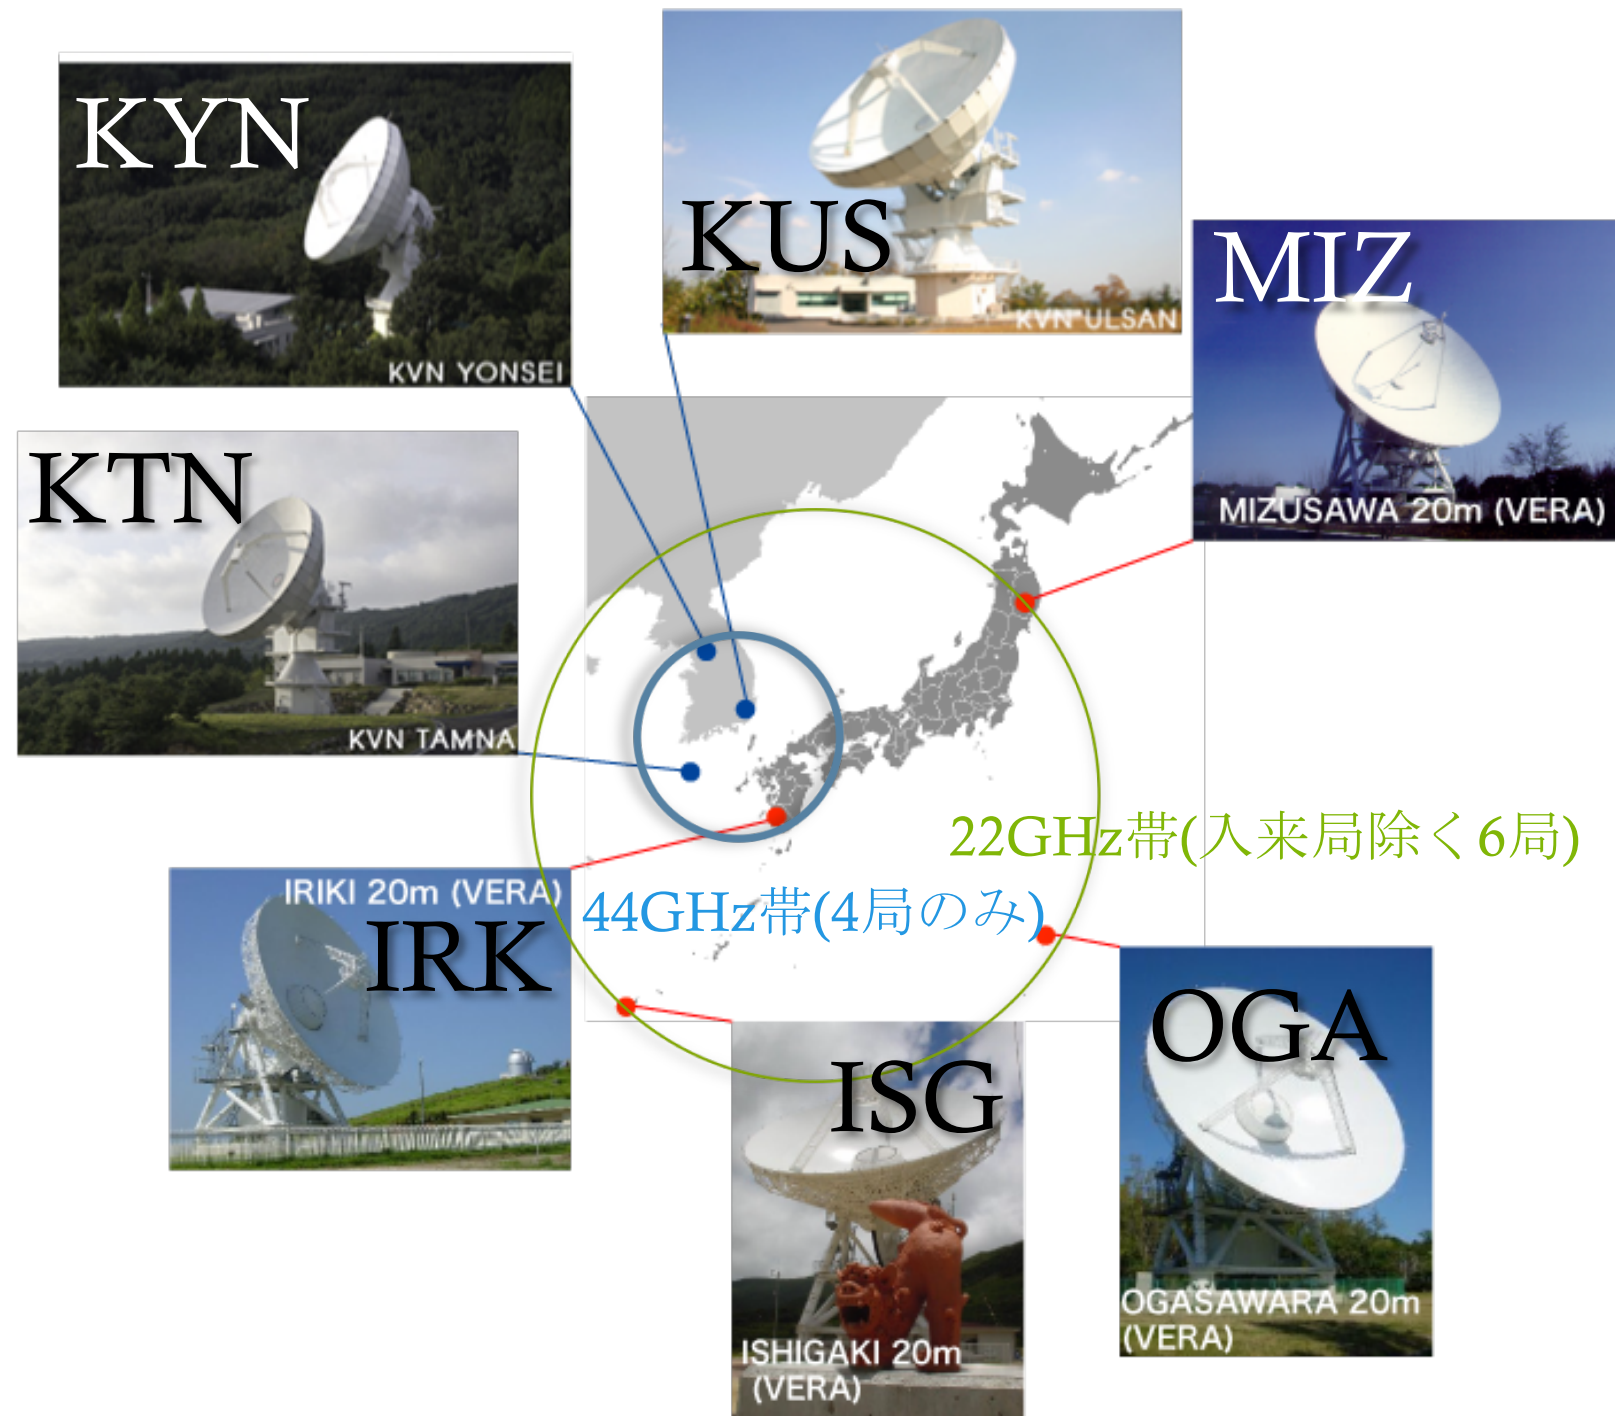 KYN
KVN YONSEI
KUS
KVN ULSAN
MIZ
MIZUSAWA 20m (VERA)
KTN
KVN TAMNA
22GHz帯(入来局除く6局)
44GHz帯(4局のみ)
IRIKI 20m (VERA)
IRK
ISG
ISHIGAKI 20m
(VERA)
OGA
OGASAWARA 20m
(VERA)